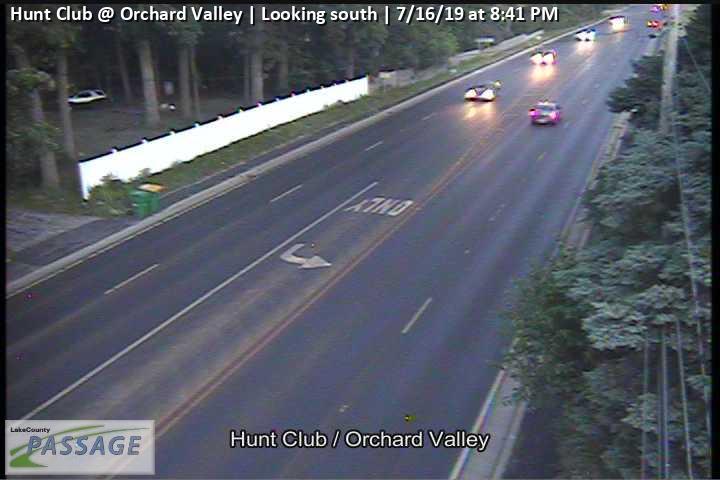 Hunt Club @ Orchard Valley | Looking south | 7/16/19 at 8:41 PM
ONLY
Hunt Club / Orchard Valley
LakeCounty
PASSAGE